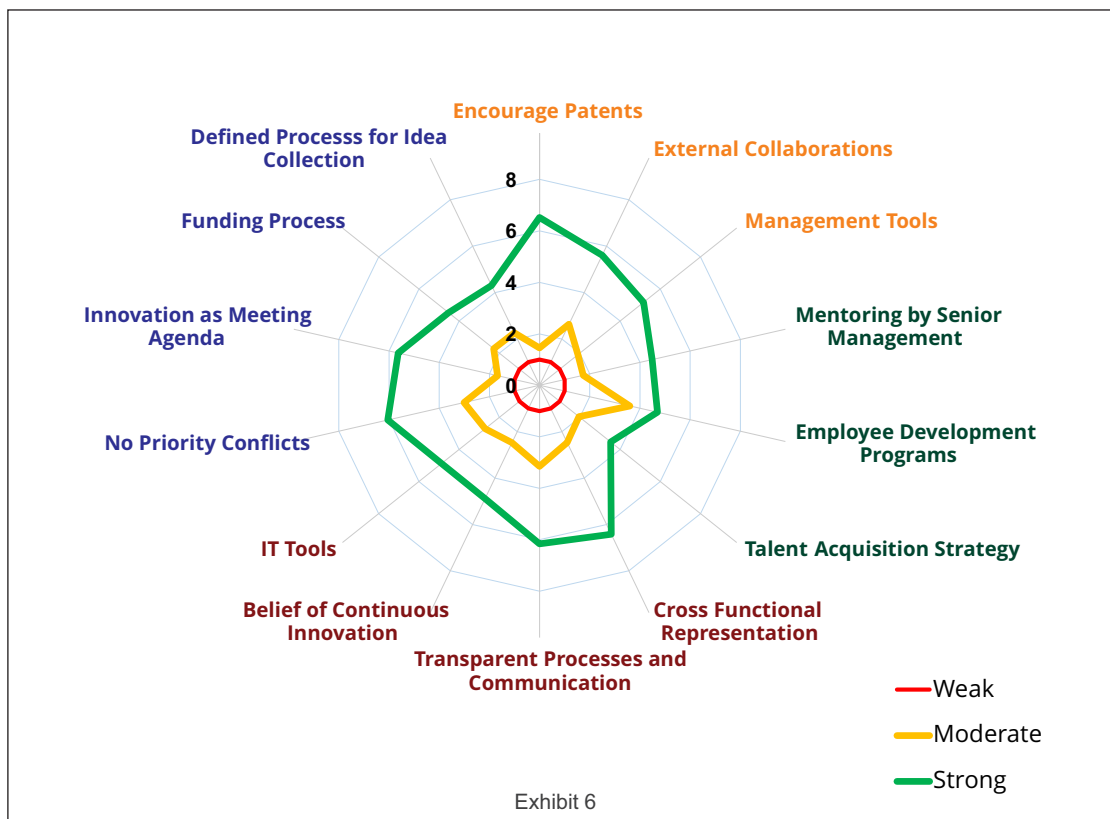 Encourage Patents
Defined Processs for Idea
Collection
External Collaborations
8
Funding Process
Management Tools
6
4
Innovation as Meeting
Agenda
Mentoring by Senior
Management
2
0
No Priority Conflicts
Employee Development
Programs
IT Tools
Talent Acquisition Strategy
Belief of Continuous
Innovation
Cross Functional
Representation
Transparent Processes and
Communication
Weak
Moderate
Strong
Exhibit 6